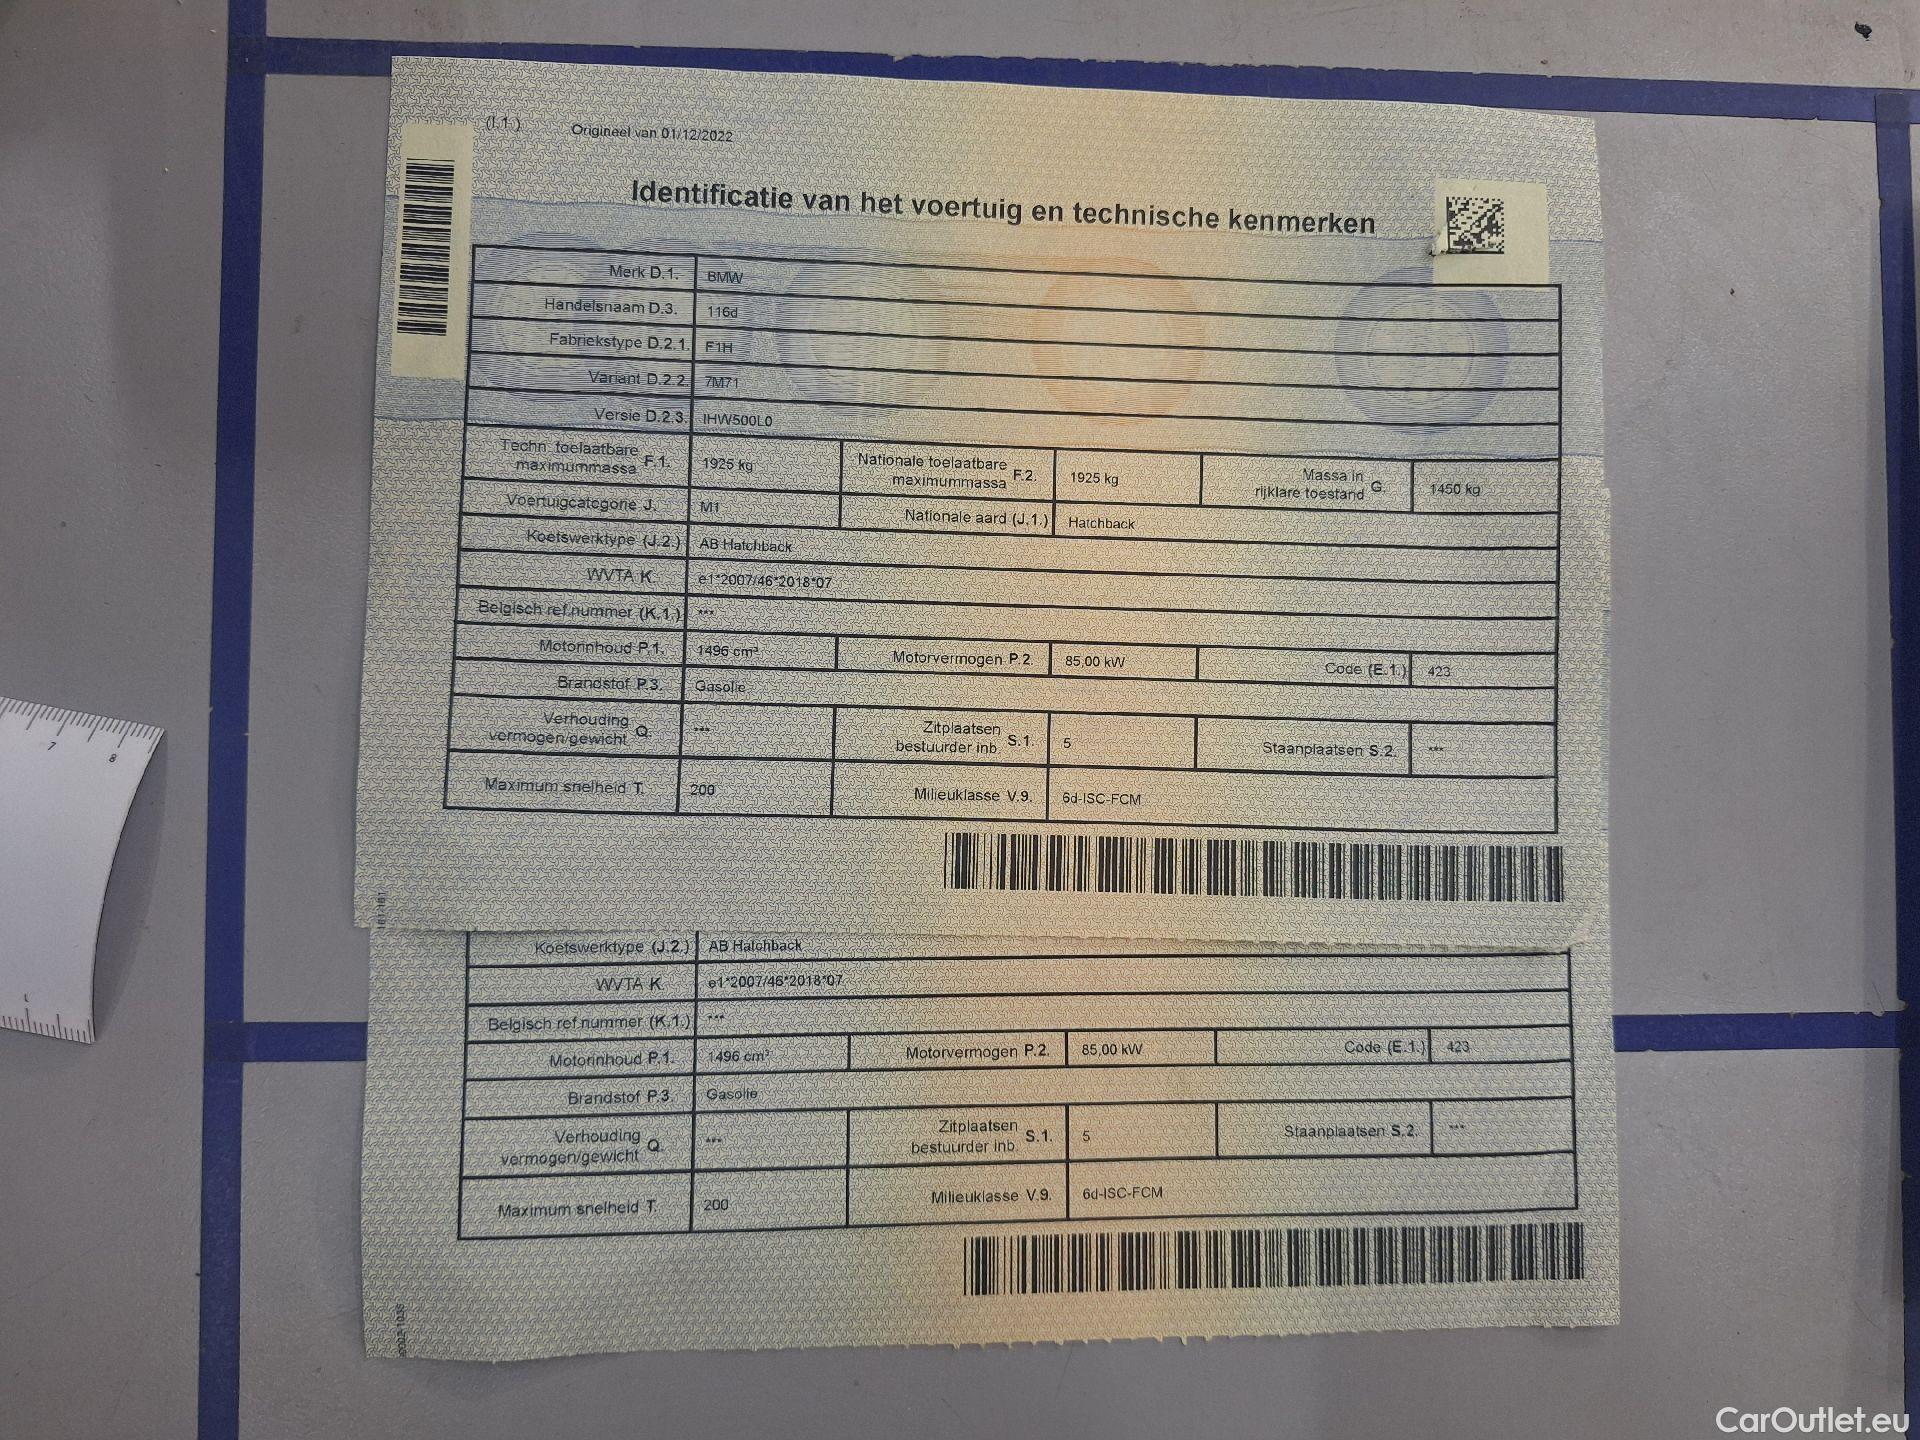 (I.1.) Origineel van 01/12/2022
Identificatie van het voertuig en technische kenmerken
Merk D.1. BMW
Handelsnaam D.3. 116d
Fabriekstype D.2.1. F1H
Variant D.2.2. 7M71
Versie D.2.3. IHW500L0
Techn. toelaatbare maximummassa F.1. 1925 kg Nationale toelaatbare maximummassa F.2. 1925 kg Massa in rijklare toestand G. 1450 kg
Voertuigcategorie J. M1 Nationale aard (J.1.) Hatchback
Koetswerktype (J.2.) AB Hatchback
WVTA K. e1*2007/46*2018*07
Belgisch ref.nummer (K.1.) ***
Motorinhoud P.1. 1496 cm³ Motorvermogen P.2. 85,00 kW Code (E.1.) 423
Brandstof P.3. Gasolie
Verhouding vermogen/gewicht Q. *** Zitplaatsen bestuurder inb. S.1. 5 Staanplaatsen S.2. ***
Maximum snelheid T. 200 Milieuklasse V.9. 6d-ISC-FCM
Koetswerktype (J.2.) AB Hatchback
WVTA K. e1*2007/46*2018*07
Belgisch ref.nummer (K.1.) ***
Motorinhoud P.1. 1496 cm³ Motorvermogen P.2. 85,00 kW Code (E.1.) 423
Brandstof P.3. Gasolie
Verhouding vermogen/gewicht Q. *** Zitplaatsen bestuurder inb. S.1. 5 Staanplaatsen S.2. ***
Maximum snelheid T. 200 Milieuklasse V.9. 6d-ISC-FCM
7 8
CarOutlet.eu